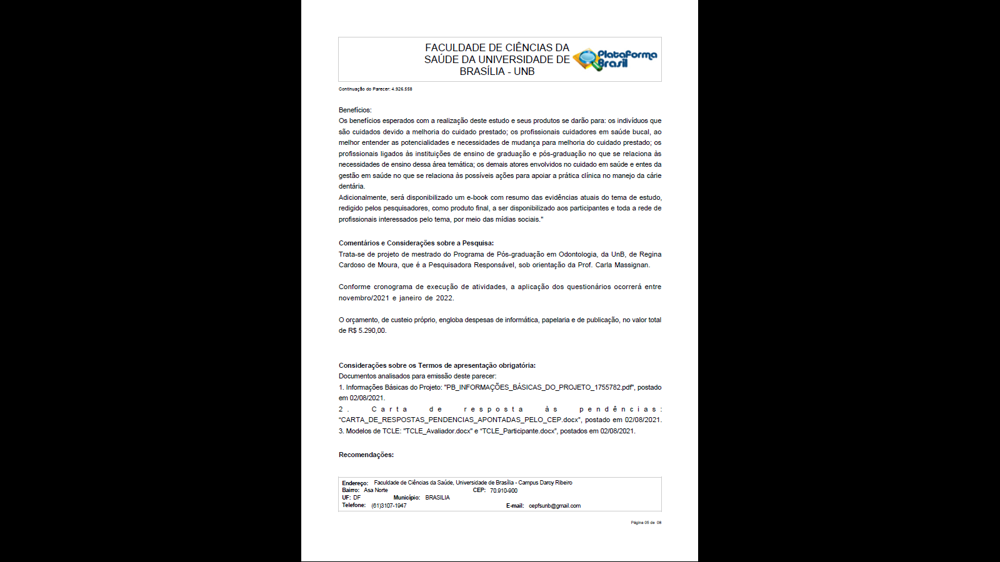 FACULDADE DE CIÊNCIAS DA
SAÚDE DA UNIVERSIDADE DE
BRASÍLIA - UNB
PlataForma
Brasil
Continuação do Parecer: 4.926.558
Benefícios:
Os benefícios esperados com a realização deste estudo e seus produtos se darão para: os indivíduos que
são cuidados devido a melhoria do cuidado prestado; os profissionais cuidadores em saúde bucal, ao
melhor entender as potencialidades e necessidades de mudança para melhoria do cuidado prestado; os
profissionais ligados às instituições de ensino de graduação e pós-graduação no que se relaciona às
necessidades de ensino dessa área temática; os demais atores envolvidos no cuidado em saúde e entes da
gestão em saúde no que se relaciona às possíveis ações para apoiar a prática clínica no manejo da cárie
dentária.
Adicionalmente, será disponibilizado um e-book com resumo das evidências atuais do tema de estudo,
redigido pelos pesquisadores, como produto final, a ser disponibilizado aos participantes e toda a rede de
profissionais interessados pelo tema, por meio das mídias sociais."
Comentários e Considerações sobre a Pesquisa:
Trata-se de projeto de mestrado do Programa de Pós-graduação em Odontologia, da UnB, de Regina
Cardoso de Moura, que é a Pesquisadora Responsável, sob orientação da Prof. Carla Massignan.
Conforme cronograma de execução de atividades, a aplicação dos questionários ocorrerá entre
novembro/2021 e janeiro de 2022.
O orçamento, de custeio próprio, engloba despesas de informática, papelaria e de publicação, no valor total
de R$ 5.290,00.
Considerações sobre os Termos de apresentação obrigatória:
Documentos analisados para emissão deste parecer:
1. Informações Básicas do Projeto: "PB_INFORMAÇÕES_BÁSICAS_DO_PROJETO_1755782.pdf", postado
em 02/08/2021.
2. Carta de resposta às pendências:
“CARTA_DE_RESPOSTAS_PENDENCIAS_APONTADAS_PELO_CEP.docx”, postado em 02/08/2021.
3. Modelos de TCLE: "TCLE_Avaliador.docx" e “TCLE_Participante.docx”, postados em 02/08/2021.
Recomendações:
Endereço: Faculdade de Ciências da Saúde, Universidade de Brasília - Campus Darcy Ribeiro
Bairro: Asa Norte CEP: 70.910-900
UF: DF Município: BRASILIA
Telefone: (61)3107-1947 E-mail: cepfsunb@gmail.com
Página 05 de 08